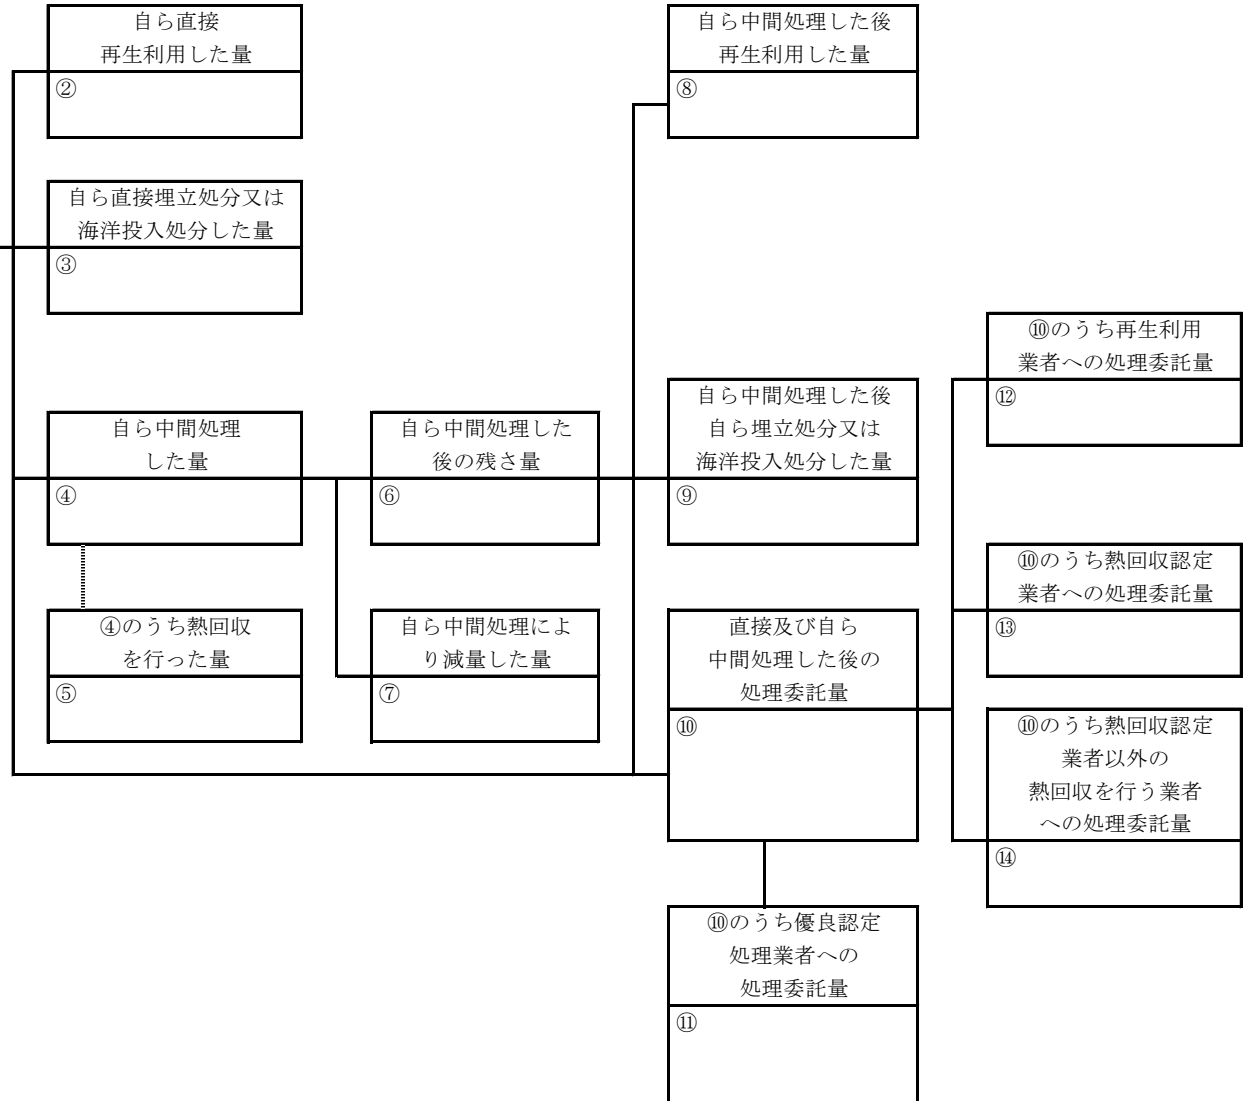 自ら直接
再生利用した量
②
自ら直接埋立処分又は
海洋投入処分した量
③
自ら中間処理
した量
④
④のうち熱回収
を行った量
⑤
自ら中間処理した
後の残さ量
⑥
自ら中間処理によ
り減量した量
⑦
自ら中間処理した後
再生利用した量
⑧
自ら中間処理した後
自ら埋立処分又は
海洋投入処分した量
⑨
直接及び自ら
中間処理した後の
処理委託量
⑩
⑩のうち優良認定
処理業者への
処理委託量
⑪
⑩のうち再生利用
業者への処理委託量
⑫
⑩のうち熱回収認定
業者への処理委託量
⑬
⑩のうち熱回収認定
業者以外の
熱回収を行う業者
への処理委託量
⑭